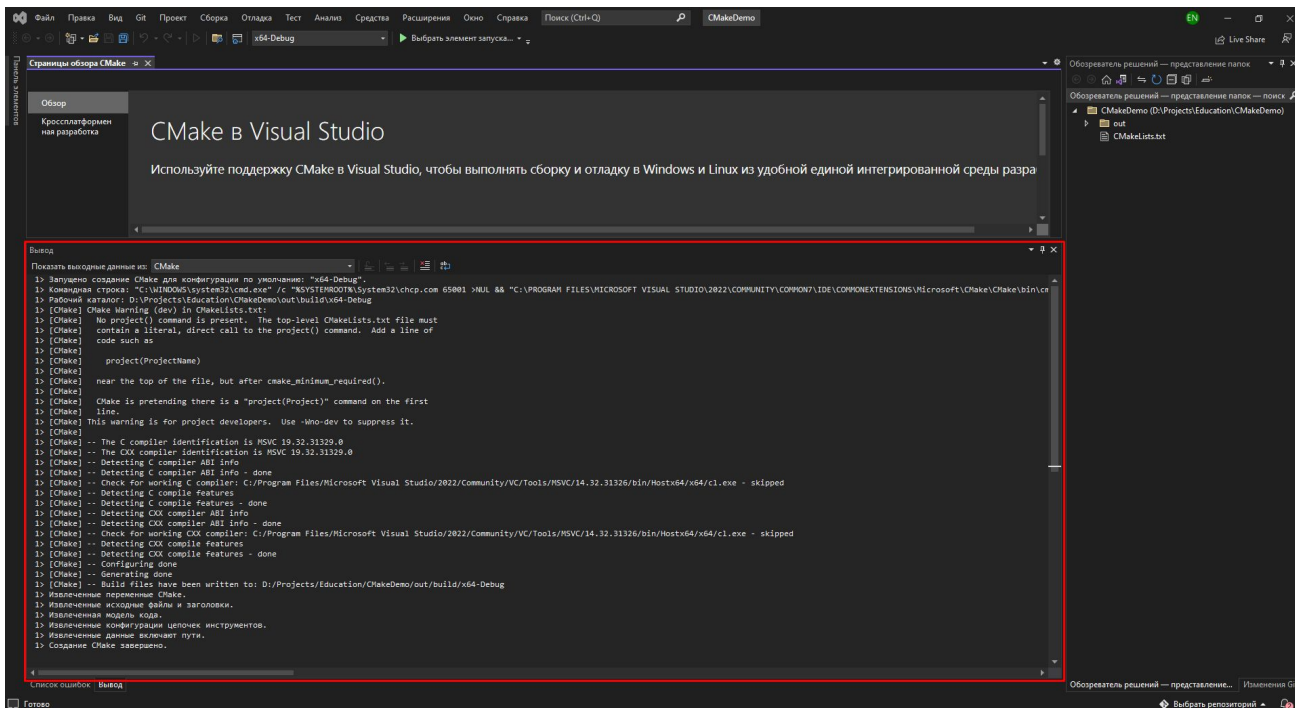 Файл Правка Вид Git Проект Сборка Отладка Тест Анализ Средства Расширения Окно Справка Поиск (Ctrl+Q) CMakeDemo EN
x64-Debug Выбрать элемент запуска... Live Share
Панель элементов
Страницы обзора CMake
Обзор
Кроссплатформен
ная разработка
CMake в Visual Studio
Используйте поддержку CMake в Visual Studio, чтобы выполнять сборку и отладку в Windows и Linux из удобной единой интегрированной среды разра
Обозреватель решений — представление папок
Обозреватель решений — представление папок — поиск
CMakeDemo (D:\Projects\Education\CMakeDemo)
out
CMakeLists.txt
Вывод
Показать выходные данные из: CMake
1> Запущено создание CMake для конфигурации по умолчанию: "x64-Debug".
1> Командная строка: "C:\WINDOWS\system32\cmd.exe" /c "%SYSTEMROOT%\System32\chcp.com 65001 >NUL && "C:\PROGRAM FILES\MICROSOFT VISUAL STUDIO\2022\COMMUNITY\COMMON7\IDE\COMMONEXTENSIONS\Microsoft\CMake\CMake\bin\cm
1> Рабочий каталог: D:\Projects\Education\CMakeDemo\out\build\x64-Debug
1> [CMake] CMake Warning (dev) in CMakeLists.txt:
1> [CMake] No project() command is present. The top-level CMakeLists.txt file must
1> [CMake] contain a literal, direct call to the project() command. Add a line of
1> [CMake] code such as
1> [CMake]
1> [CMake] project(ProjectName)
1> [CMake]
1> [CMake] near the top of the file, but after cmake_minimum_required().
1> [CMake]
1> [CMake] CMake is pretending there is a "project(Project)" command on the first
1> [CMake] line.
1> [CMake] This warning is for project developers. Use -Wno-dev to suppress it.
1> [CMake]
1> [CMake] -- The C compiler identification is MSVC 19.32.31329.0
1> [CMake] -- The CXX compiler identification is MSVC 19.32.31329.0
1> [CMake] -- Detecting C compiler ABI info
1> [CMake] -- Detecting C compiler ABI info - done
1> [CMake] -- Check for working C compiler: C:/Program Files/Microsoft Visual Studio/2022/Community/VC/Tools/MSVC/14.32.31326/bin/Hostx64/x64/cl.exe - skipped
1> [CMake] -- Detecting C compile features
1> [CMake] -- Detecting C compile features - done
1> [CMake] -- Detecting CXX compiler ABI info
1> [CMake] -- Detecting CXX compiler ABI info - done
1> [CMake] -- Check for working CXX compiler: C:/Program Files/Microsoft Visual Studio/2022/Community/VC/Tools/MSVC/14.32.31326/bin/Hostx64/x64/cl.exe - skipped
1> [CMake] -- Detecting CXX compile features
1> [CMake] -- Detecting CXX compile features - done
1> [CMake] -- Configuring done
1> [CMake] -- Generating done
1> [CMake] -- Build files have been written to: D:/Projects/Education/CMakeDemo/out/build/x64-Debug
1> Извлеченные переменные CMake.
1> Извлеченные исходные файлы и заголовки.
1> Извлеченная модель кода.
1> Извлеченные конфигурации цепочек инструментов.
1> Извлеченные данные включают пути.
1> Создание CMake завершено.
Список ошибок Вывод
Обозреватель решений — представление... Изменения Gi
Готово Выбрать репозиторий